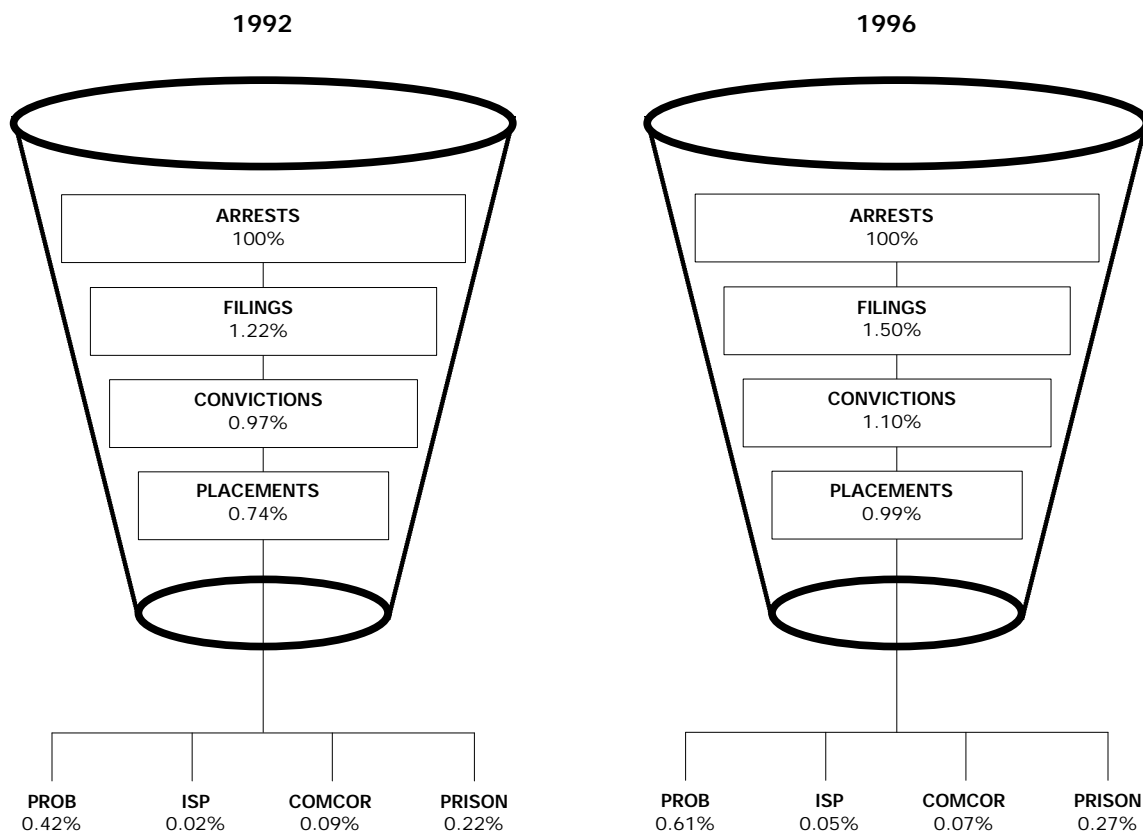 1992
ARRESTS
100%
FILINGS
1.22%
CONVICTIONS
0.97%
PLACEMENTS
0.74%
PROB
0.42%
ISP
0.02%
COMCOR
0.09%
PRISON
0.22%
1996
ARRESTS
100%
FILINGS
1.50%
CONVICTIONS
1.10%
PLACEMENTS
0.99%
PROB
0.61%
ISP
0.05%
COMCOR
0.07%
PRISON
0.27%